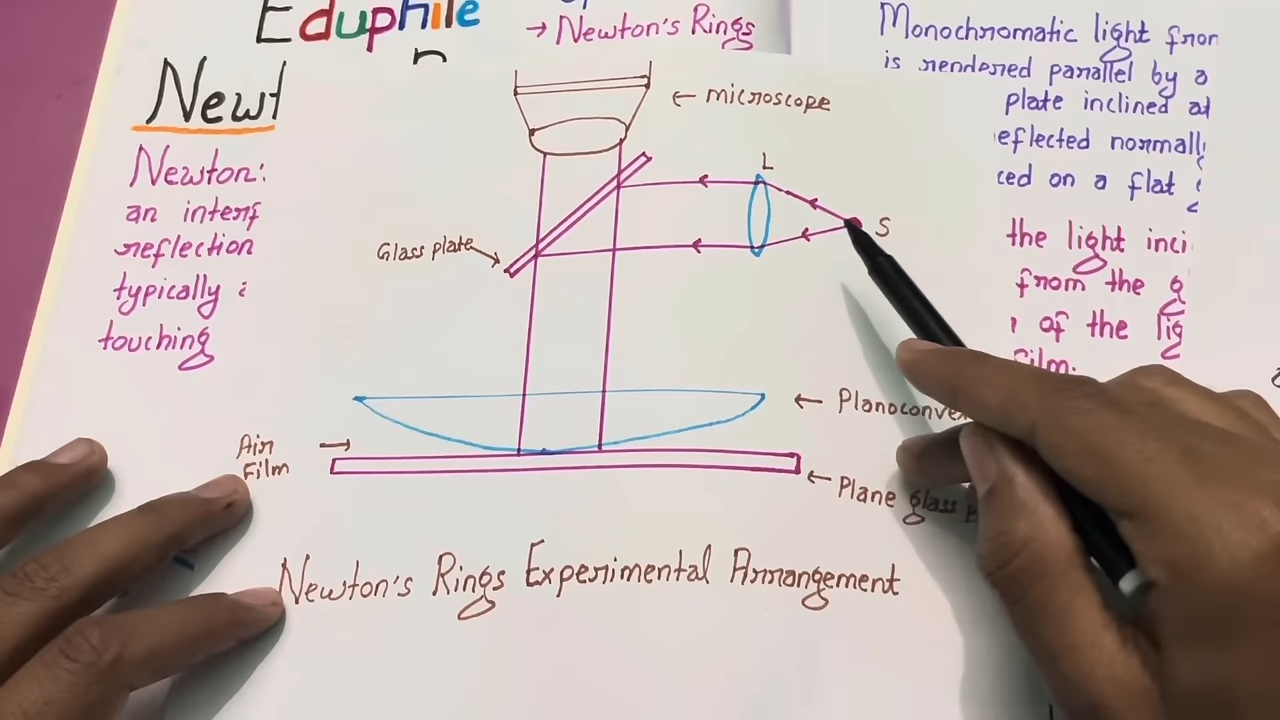 Eduphile
→ Newton's Rings
n
Newt
Newton:
an interf
reflection
typically i
touching
Monochromatic light from
is rendered parallel by a
plate inclined at
eflected normally
ced on a flat g
the light inci
from the g
of the lig
Film.
← microscope
L
S
Glass plate
← Planoconve
Air
Film
← Plane glass p
Newton's Rings Experimental Arrangement